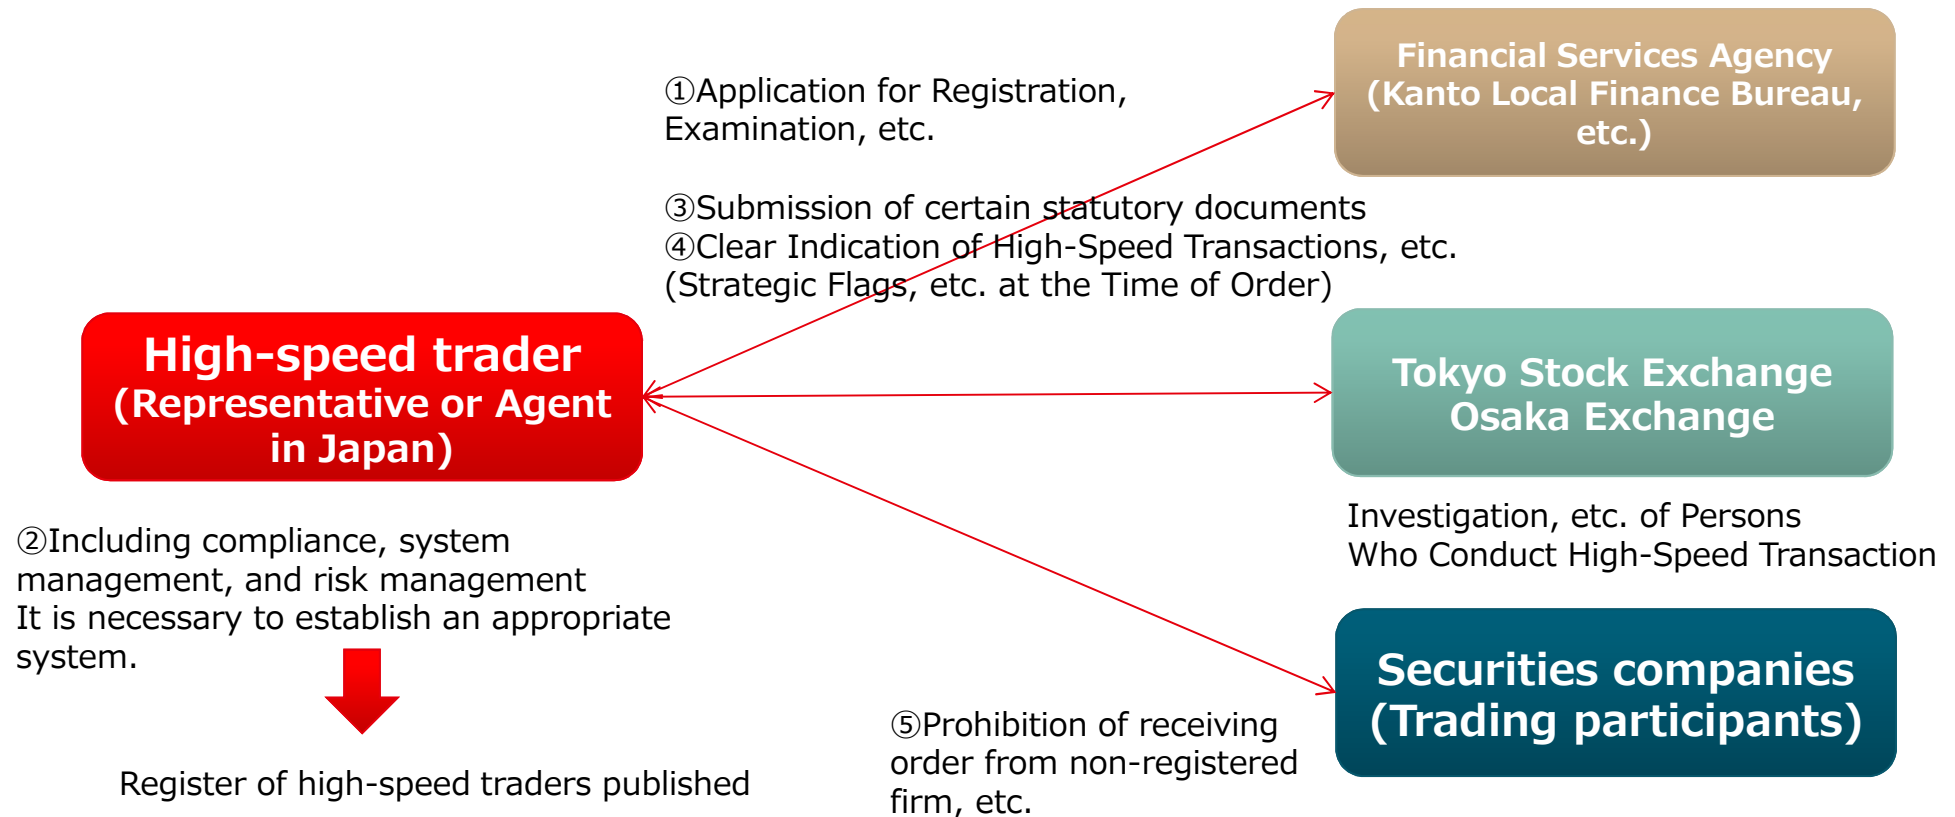 Financial Services Agency
(Kanto Local Finance Bureau,
etc.)
①Application for Registration,
Examination, etc.
③Submission of certain statutory documents
④Clear Indication of High-Speed Transactions, etc.
(Strategic Flags, etc. at the Time of Order)
High-speed trader
(Representative or Agent
in Japan)
Tokyo Stock Exchange
Osaka Exchange
②Including compliance, system
management, and risk management
It is necessary to establish an appropriate
system.
Investigation, etc. of Persons
Who Conduct High-Speed Transaction
Securities companies
(Trading participants)
⑤Prohibition of receiving
order from non-registered
firm, etc.
Register of high-speed traders published